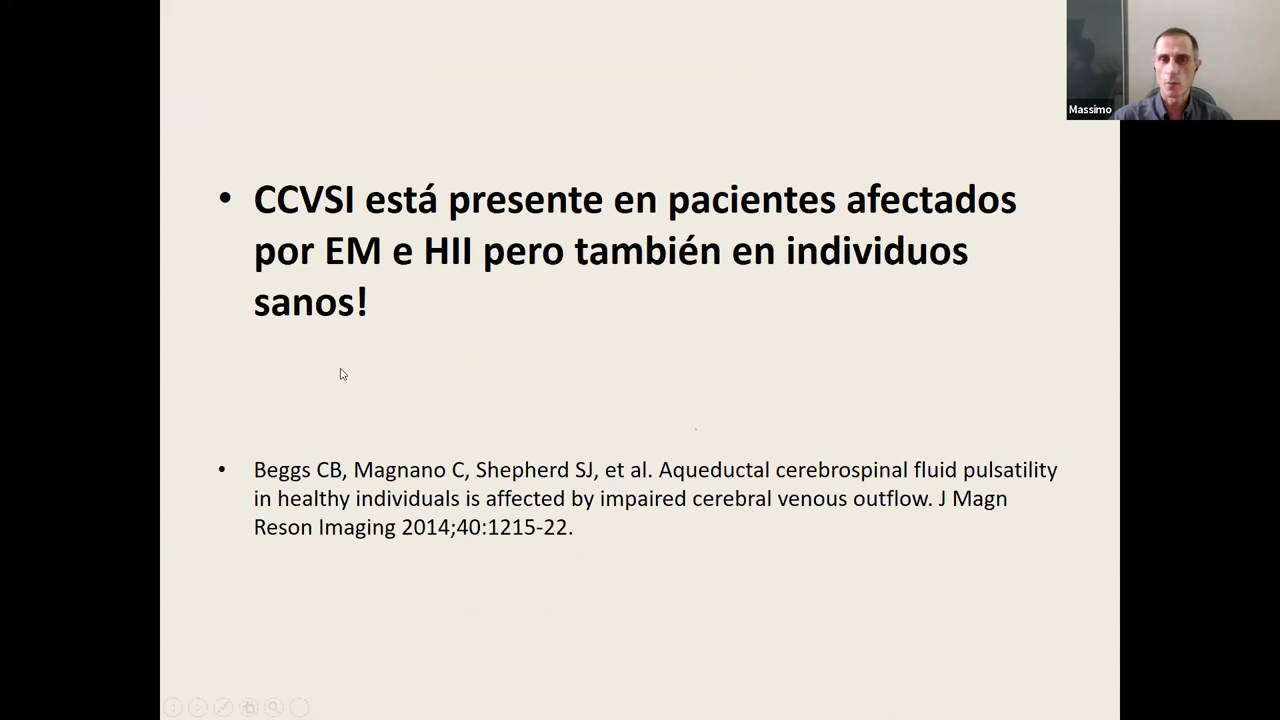 Massimo
• CCVSI está presente en pacientes afectados
por EM e HII pero también en individuos
sanos!
• Beggs CB, Magnano C, Shepherd SJ, et al. Aqueductal cerebrospinal fluid pulsatility
in healthy individuals is affected by impaired cerebral venous outflow. J Magn
Reson Imaging 2014;40:1215-22.